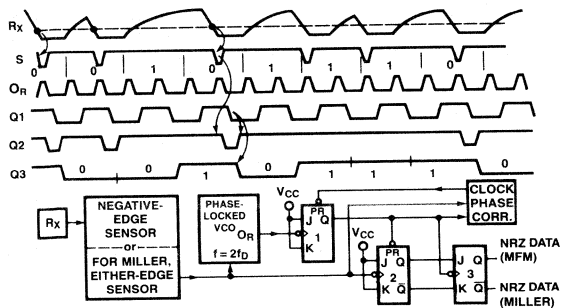 RX
S
0 0 1 0 1 1 1 0
OR
Q1
Q2
Q3
0 0 1 0 1 1 1 0
RX
NEGATIVE-
EDGE
SENSOR
or
FOR MILLER,
EITHER-EDGE
SENSOR
PHASE-
LOCKED
VCO
OR
f = 2fD
VCC
PR
J Q
1
K
VCC
PR
J Q
2
K Q̅
CLOCK
PHASE
CORR.
J Q
3
K Q̅
NRZ DATA
(MFM)
NRZ DATA
(MILLER)